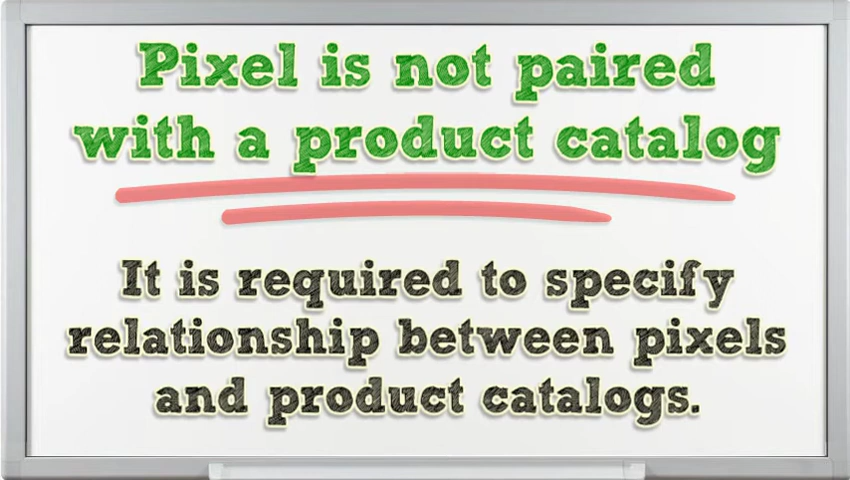 Pixel is not paired
with a product catalog
It is required to specify
relationship between pixels
and product catalogs.